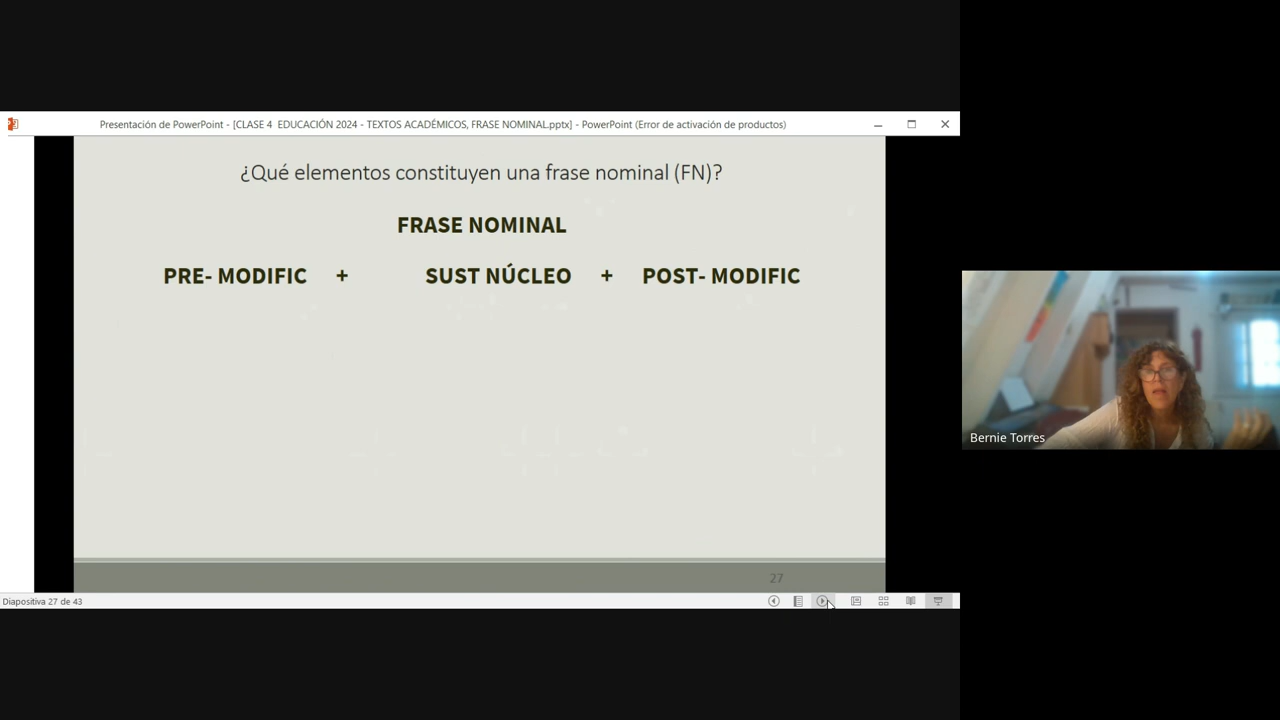 Presentación de PowerPoint - [CLASE 4  EDUCACIÓN 2024 - TEXTOS ACADÉMICOS, FRASE NOMINAL.pptx] - PowerPoint (Error de activación de productos)
¿Qué elementos constituyen una frase nominal (FN)?
FRASE NOMINAL
PRE- MODIFIC + SUST NÚCLEO + POST- MODIFIC
Bernie Torres
27
Diapositiva 27 de 43